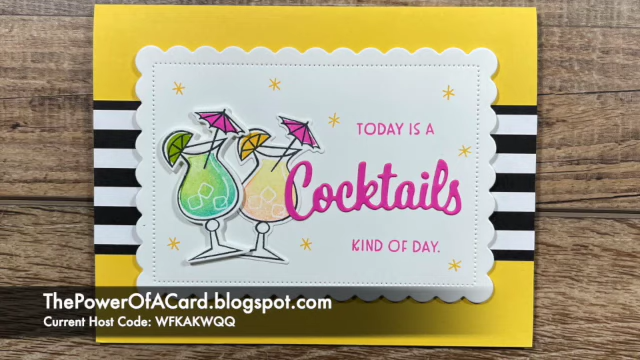 TODAY IS A
Cocktails
KIND OF DAY.
ThePowerOfACard.blogspot.com
Current Host Code: WFKAKWQQ